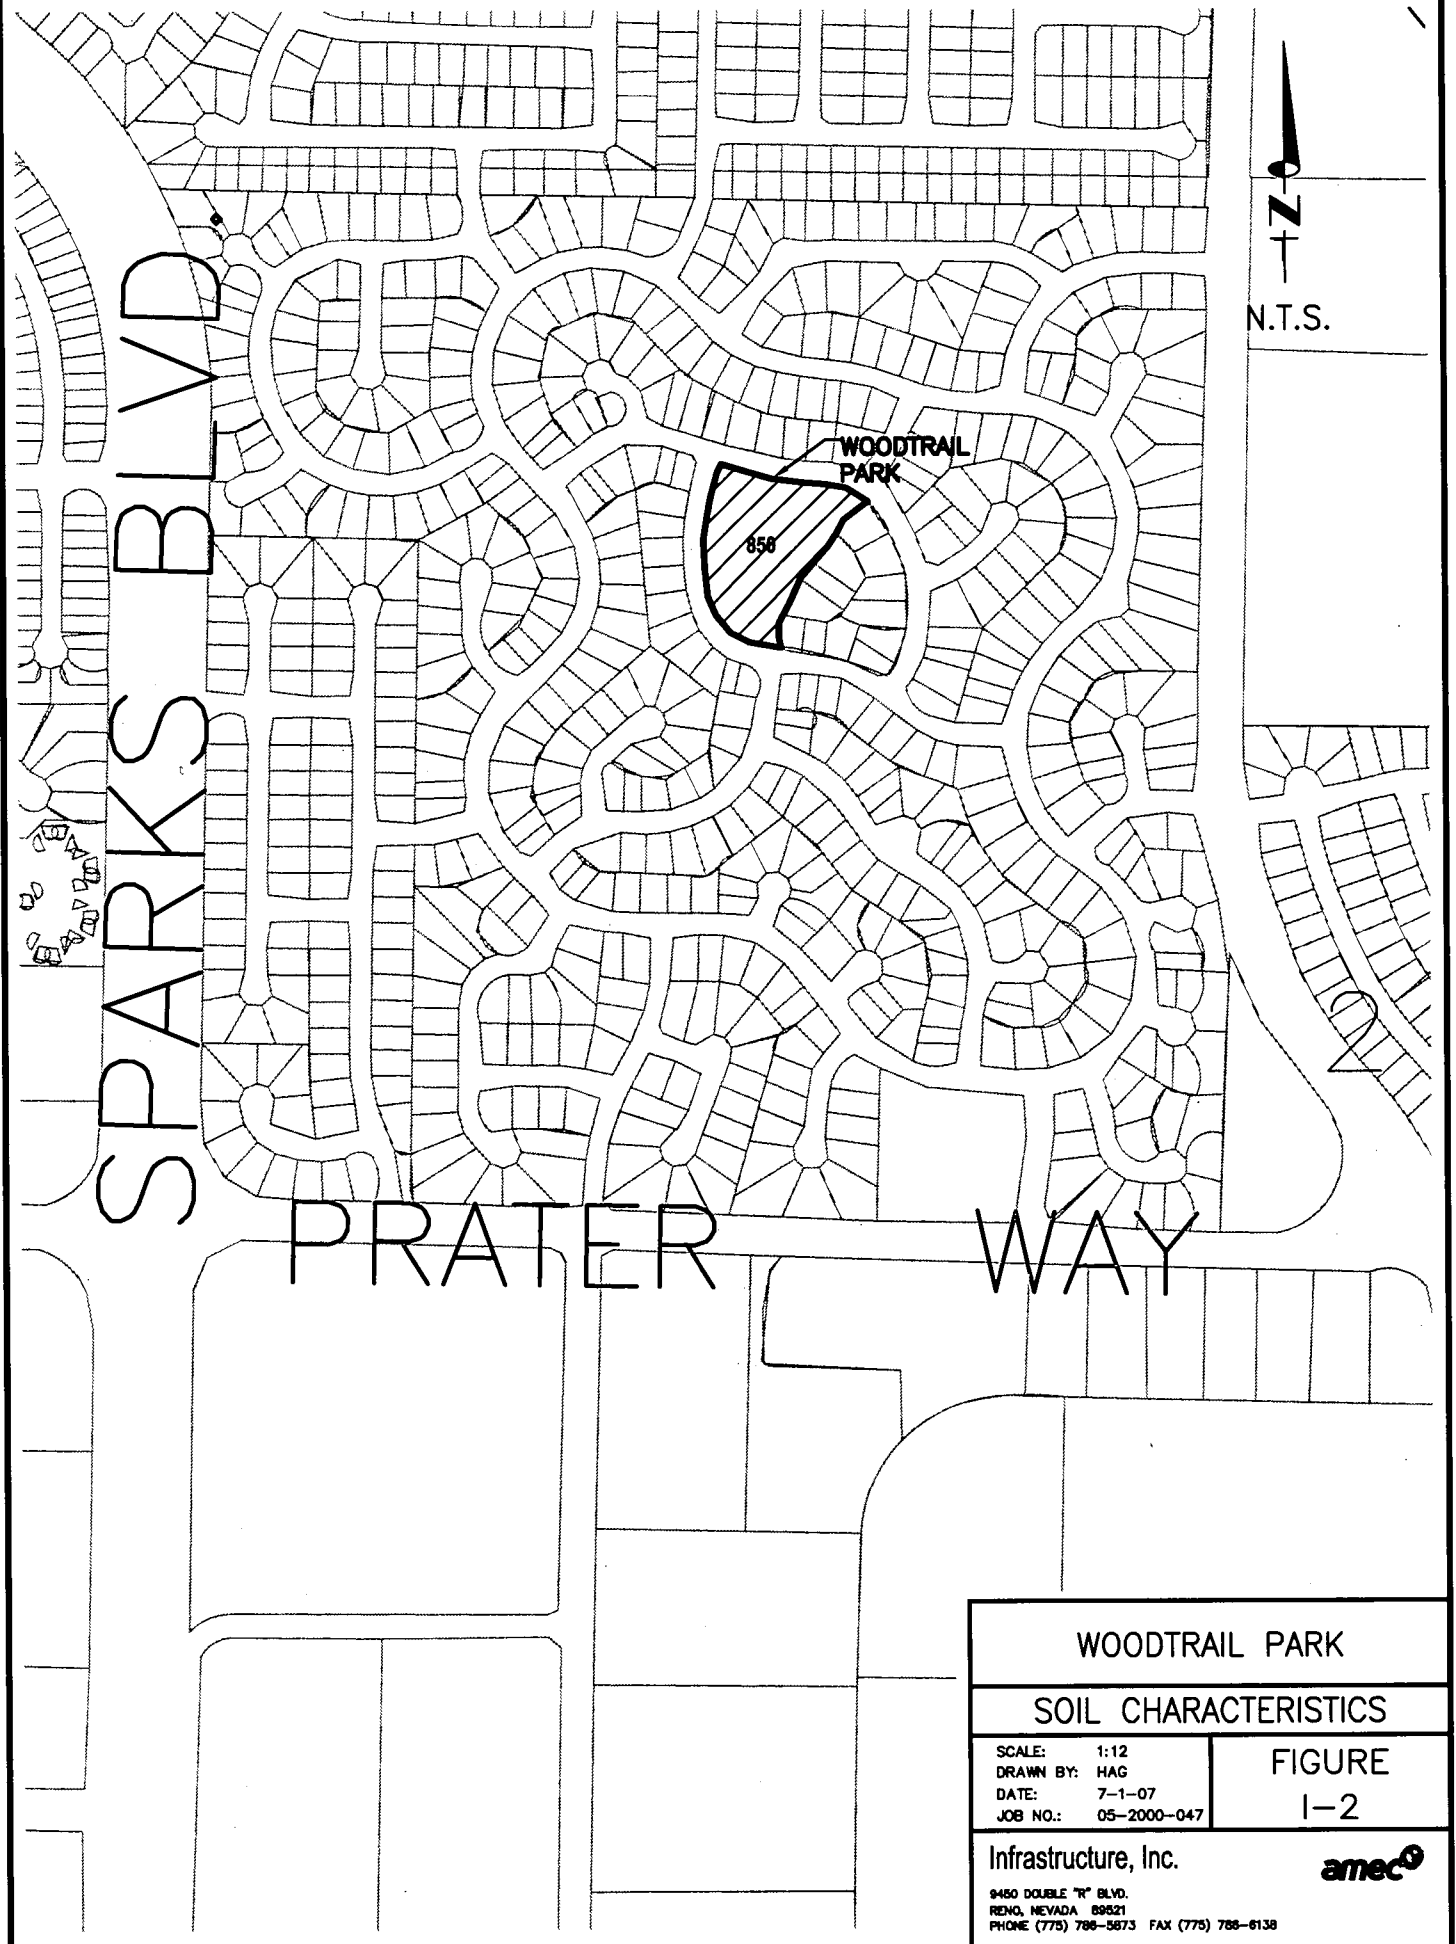 N
N.T.S.
WOODTRAIL
PARK
856
SPARKS BLVD.
PRATER WAY
WOODTRAIL PARK
SOIL CHARACTERISTICS
SCALE: 1:12
DRAWN BY: HAG
DATE: 7-1-07
JOB NO.: 05-2000-047
FIGURE
I-2
Infrastructure, Inc.
amec
9450 DOUBLE "R" BLVD.
RENO, NEVADA 89521
PHONE (775) 786-5873 FAX (775) 786-6138